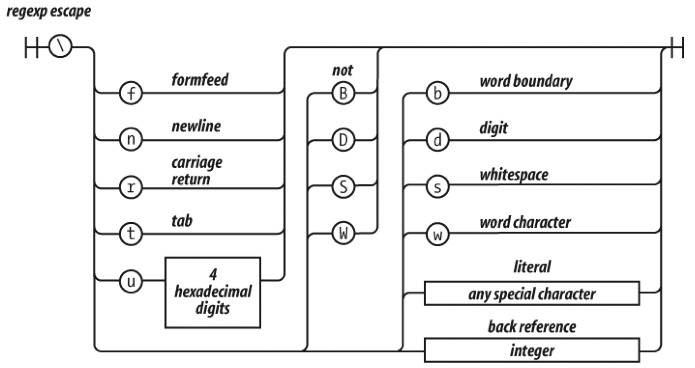 regexp escape
\
f formfeed
n newline
r carriage
return
t tab
u 4
hexadecimal
digits
not
B
D
S
W
b word boundary
d digit
s whitespace
w word character
literal
any special character
back reference
integer